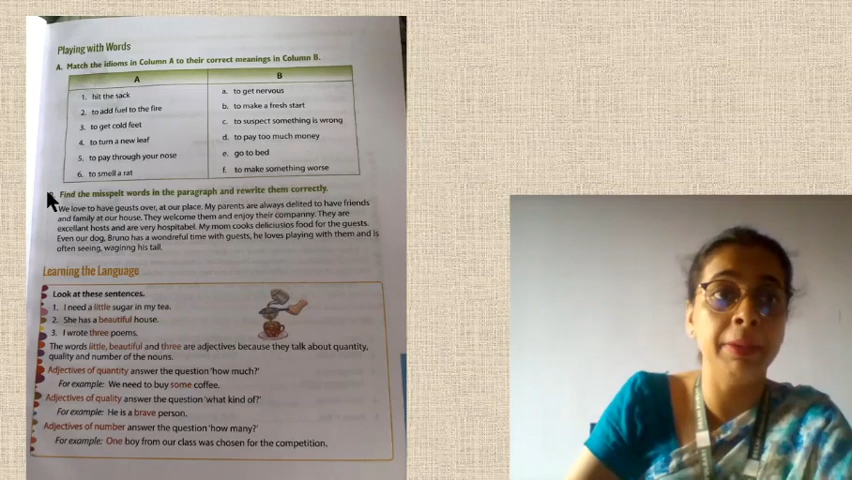 Playing with Words
A. Match the idioms in Column A to their correct meanings in Column B.
A B
1. hit the sack a. to get nervous
2. to add fuel to the fire b. to make a fresh start
3. to get cold feet c. to suspect something is wrong
4. to turn a new leaf d. to pay too much money
5. to pay through your nose e. go to bed
6. to smell a rat f. to make something worse
Find the misspelt words in the paragraph and rewrite them correctly.
We love to have geusts over, at our place. My parents are always delited to have friends
and family at our house. They welcome them and enjoy their companny. They are
excellant hosts and are very hospitabel. My mom cooks deliciusios food for the guests.
Even our dog, Bruno has a wondreful time with guests, he loves playing with them and is
often seeing, waginng his tall.
Learning the Language
Look at these sentences.
1. I need a little sugar in my tea.
2. She has a beautiful house.
3. I wrote three poems.
The words little, beautiful and three are adjectives because they talk about quantity,
quality and number of the nouns.
Adjectives of quantity answer the question 'how much?'
For example: We need to buy some coffee.
Adjectives of quality answer the question 'what kind of?'
For example: He is a brave person.
Adjectives of number answer the question 'how many?'
For example: One boy from our class was chosen for the competition.